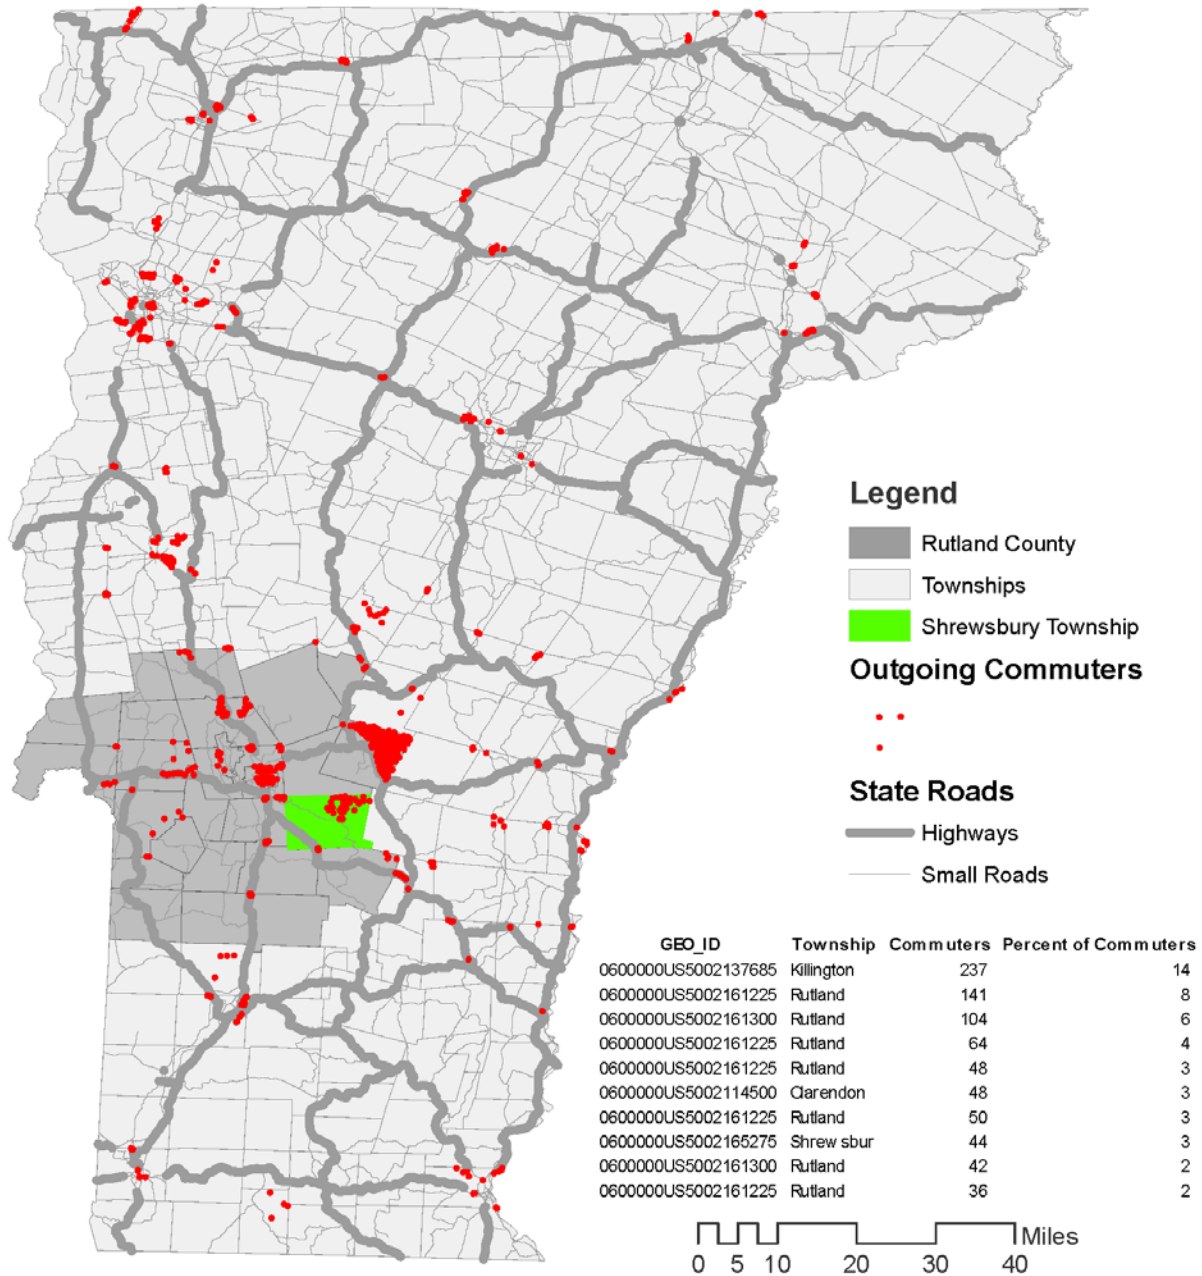 Legend
Rutland County
Townships
Shrewsbury Township
Outgoing Commuters
State Roads
Highways
Small Roads
GEO_ID Township Commuters Percent of Commuters
0600000US5002137685 Killington 237 14
0600000US5002161225 Rutland 141 8
0600000US5002161300 Rutland 104 6
0600000US5002161225 Rutland 64 4
0600000US5002161225 Rutland 48 3
0600000US5002114500 Clarendon 48 3
0600000US5002161225 Rutland 50 3
0600000US5002165275 Shrewsbur 44 3
0600000US5002161300 Rutland 42 2
0600000US5002161225 Rutland 36 2
Miles
0 5 10 20 30 40